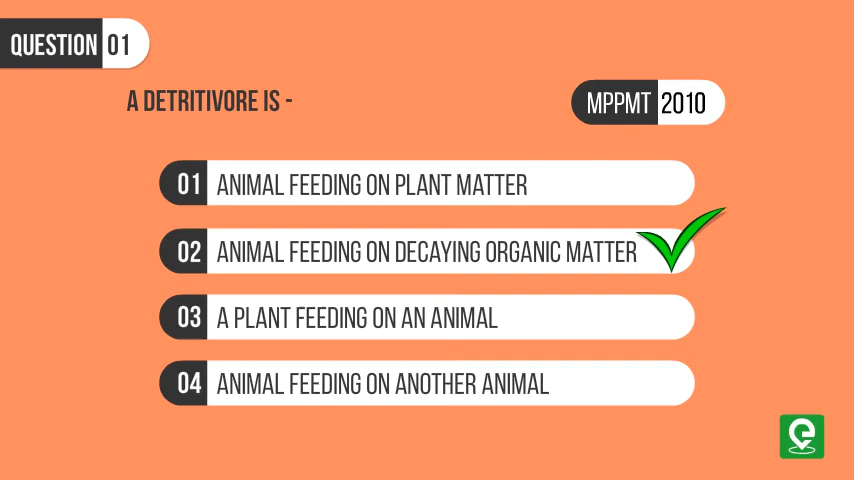 QUESTION 01
A DETRITIVORE IS -
MPPMT 2010
01 ANIMAL FEEDING ON PLANT MATTER
02 ANIMAL FEEDING ON DECAYING ORGANIC MATTER
03 A PLANT FEEDING ON AN ANIMAL
04 ANIMAL FEEDING ON ANOTHER ANIMAL